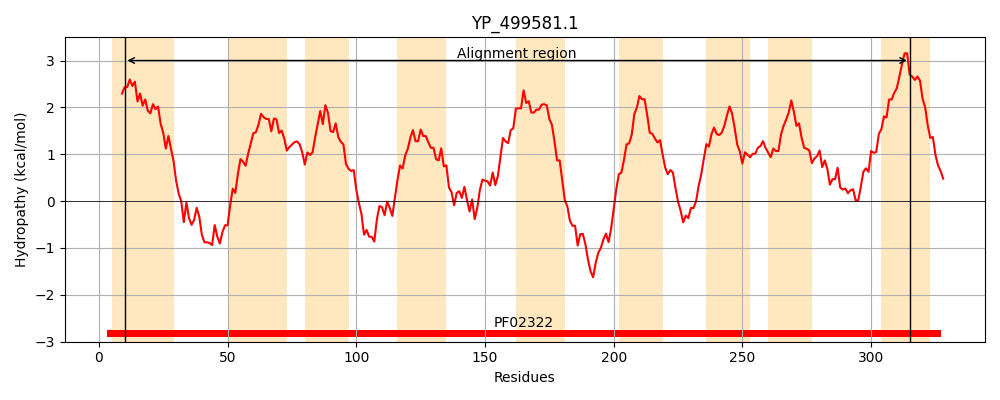 YP_499581.1
Hydropathy (kcal/mol)
3
2
1
0
−1
−2
−3
Alignment region
PF02322
0 50 100 150 200 250 300
Residues